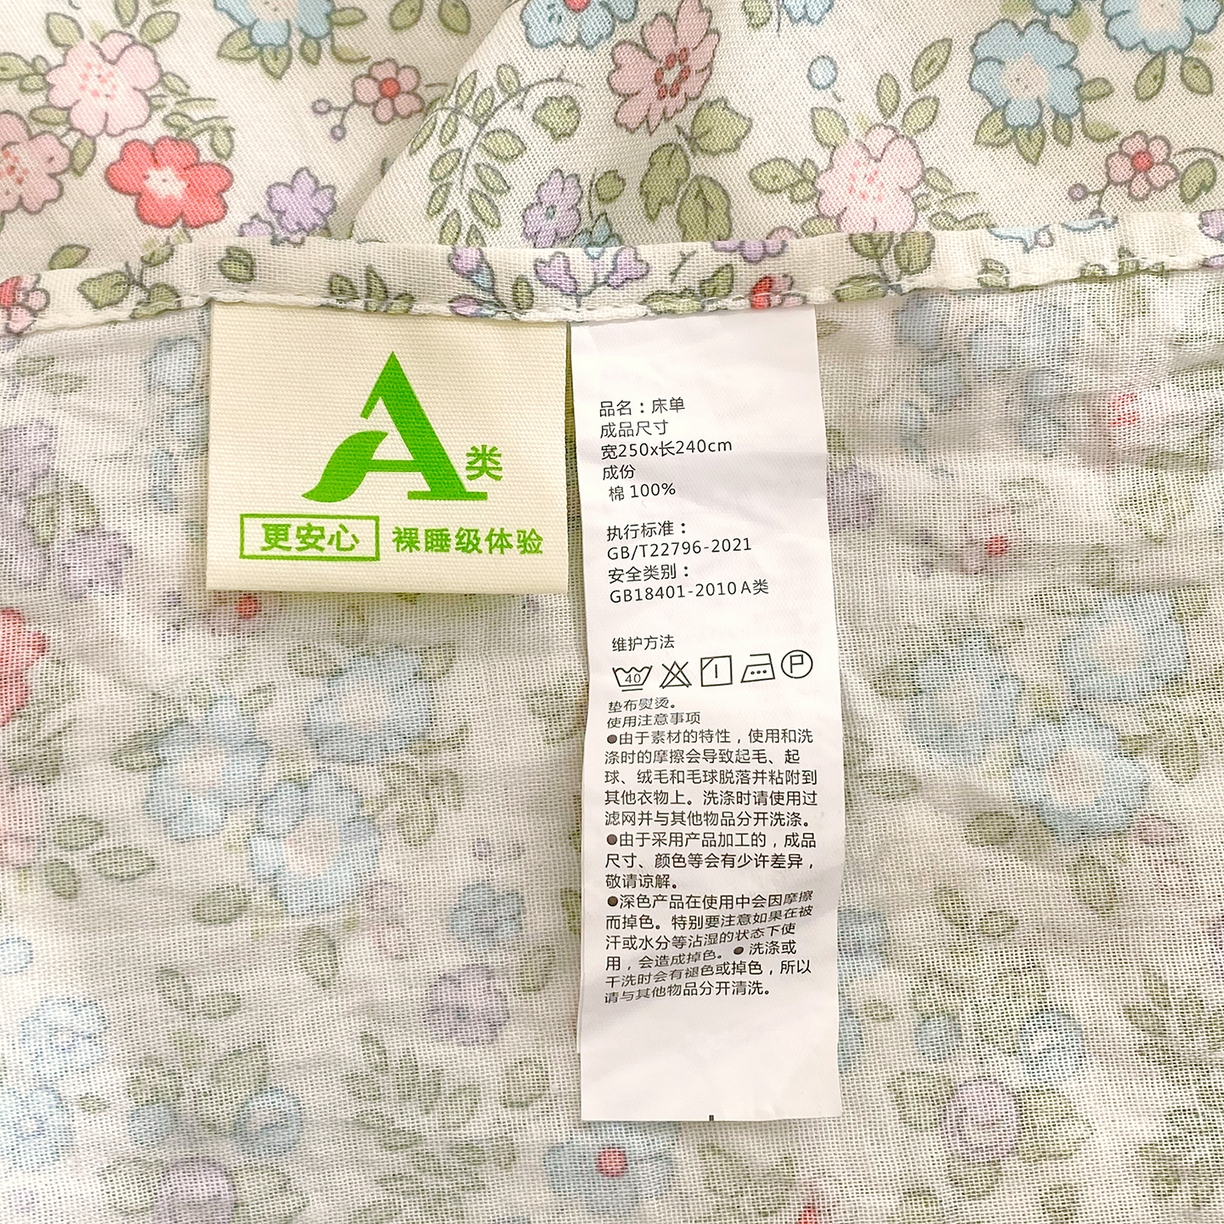 A类
更安心 裸睡级体验
品名：床单
成品尺寸
宽250x长240cm
成份
棉 100%
执行标准：
GB/T22796-2021
安全类别：
GB18401-2010 A类
维护方法
40 P
垫布熨烫。
使用注意事项
●由于素材的特性，使用和洗
涤时的摩擦会导致起毛、起
球、绒毛和毛球脱落并粘附到
其他衣物上。洗涤时请使用过
滤网并与其他物品分开洗涤。
●由于采用产品加工的，成品
尺寸、颜色等会有少许差异，
敬请谅解。
●深色产品在使用中会因摩擦
而掉色。特别要注意如果在被
汗或水分等沾湿的状态下使
用，会造成掉色。●洗涤或
干洗时会有褪色或掉色，所以
请与其他物品分开清洗。